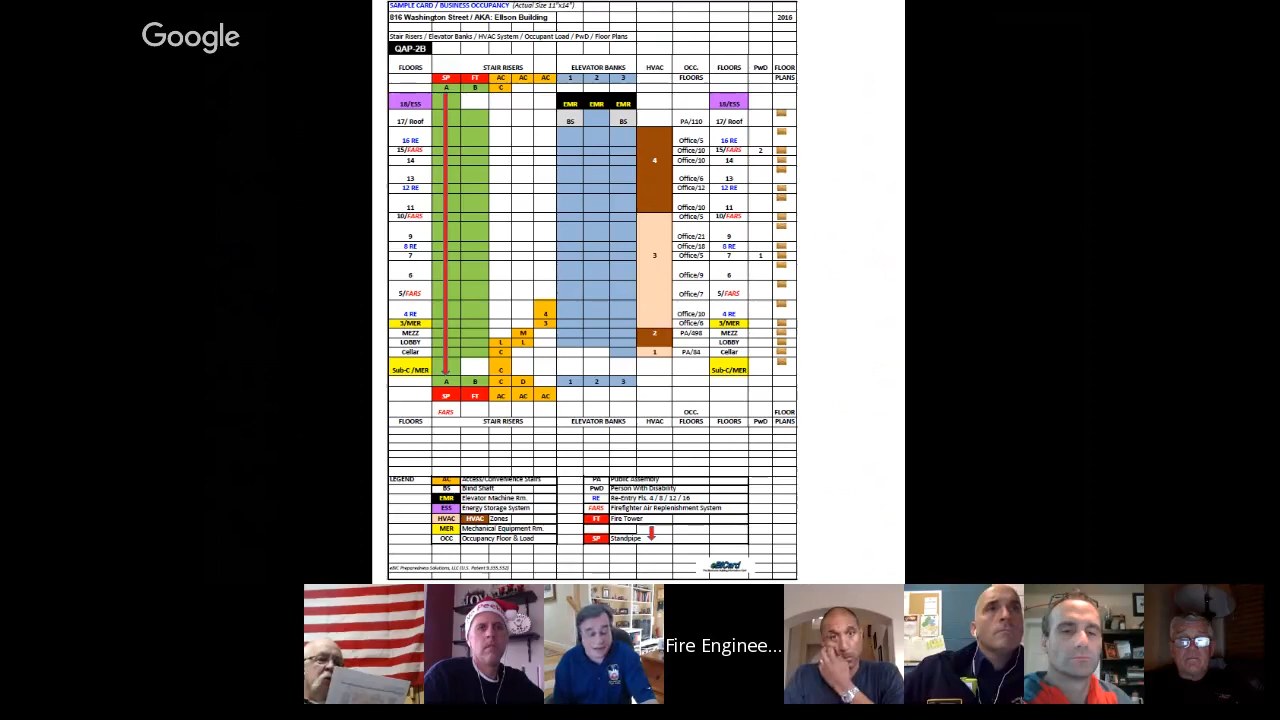 SAMPLE CARD / BUSINESS OCCUPANCY (Actual Size 11"x14")
816 Washington Street / AKA: Ellson Building 2016
Google
Stair Risers / Elevator Banks / HVAC System / Occupant Load / PwD / Floor Plans
QAP-2B
FLOORS STAIR RISERS ELEVATOR BANKS HVAC OCC. FLOORS PwD FLOOR
SP FT AC AC AC 1 2 3 FLOORS PLANS
A B C
18/ESS EMR EMR EMR 18/ESS
17/ Roof BS BS PA/110 17/ Roof
16 RE Office/5 16 RE
15/FARS Office/10 15/FARS 2
14 4 Office/10 14
13 Office/6 13
12 RE Office/12 12 RE
11 Office/10 11
10/FARS Office/5 10/FARS
9 Office/21 9
8 RE Office/18 8 RE
7 3 Office/5 7 1
6 Office/9 6
5/FARS Office/7 5/FARS
4 RE 4 Office/10 4 RE
3/MER 3 Office/6 3/MER
MEZZ M 2 PA/498 MEZZ
LOBBY L L LOBBY
Cellar C 1 PA/84 Cellar
Sub-C /MER C Sub-C/MER
A B C D 1 2 3
SP FT AC AC AC
FARS OCC. FLOOR
FLOORS STAIR RISERS ELEVATOR BANKS HVAC FLOORS FLOORS PwD PLANS
LEGEND AC Access/Convenience Stairs PA Public Assembly
BS Blind Shaft PwD Person With Disability
EMR Elevator Machine Rm. RE Re-Entry Fls. 4 / 8 / 12 / 16
ESS Energy Storage System FARS Firefighter Air Replenishment System
HVAC HVAC Zones FT Fire Tower
MER Mechanical Equipment Rm.
OCC Occupancy Floor & Load SP Standpipe
eBIC Preparedness Solutions, LLC (U.S. Patent 9,355,552) eBICard
Fire Enginee...